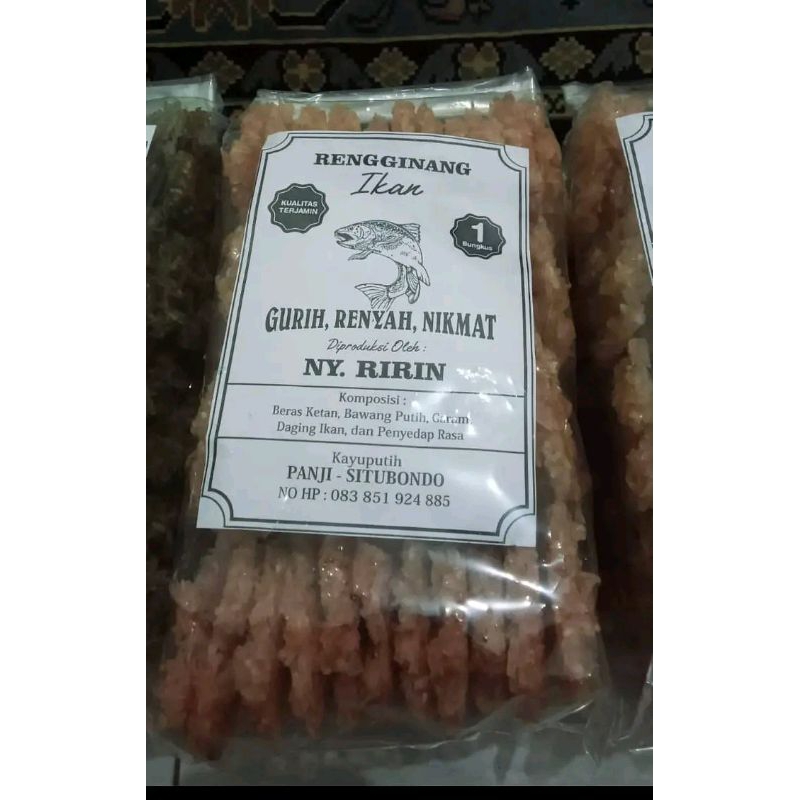 RENGGINANG
Ikan
KUALITAS
TERJAMIN
1
Bungkus
GURIH, RENYAH, NIKMAT
Diproduksi Oleh :
NY. RIRIN
Komposisi :
Beras Ketan, Bawang Putih, Garam,
Daging Ikan, dan Penyedap Rasa
Kayuputih
PANJI - SITUBONDO
NO HP : 083 851 924 885